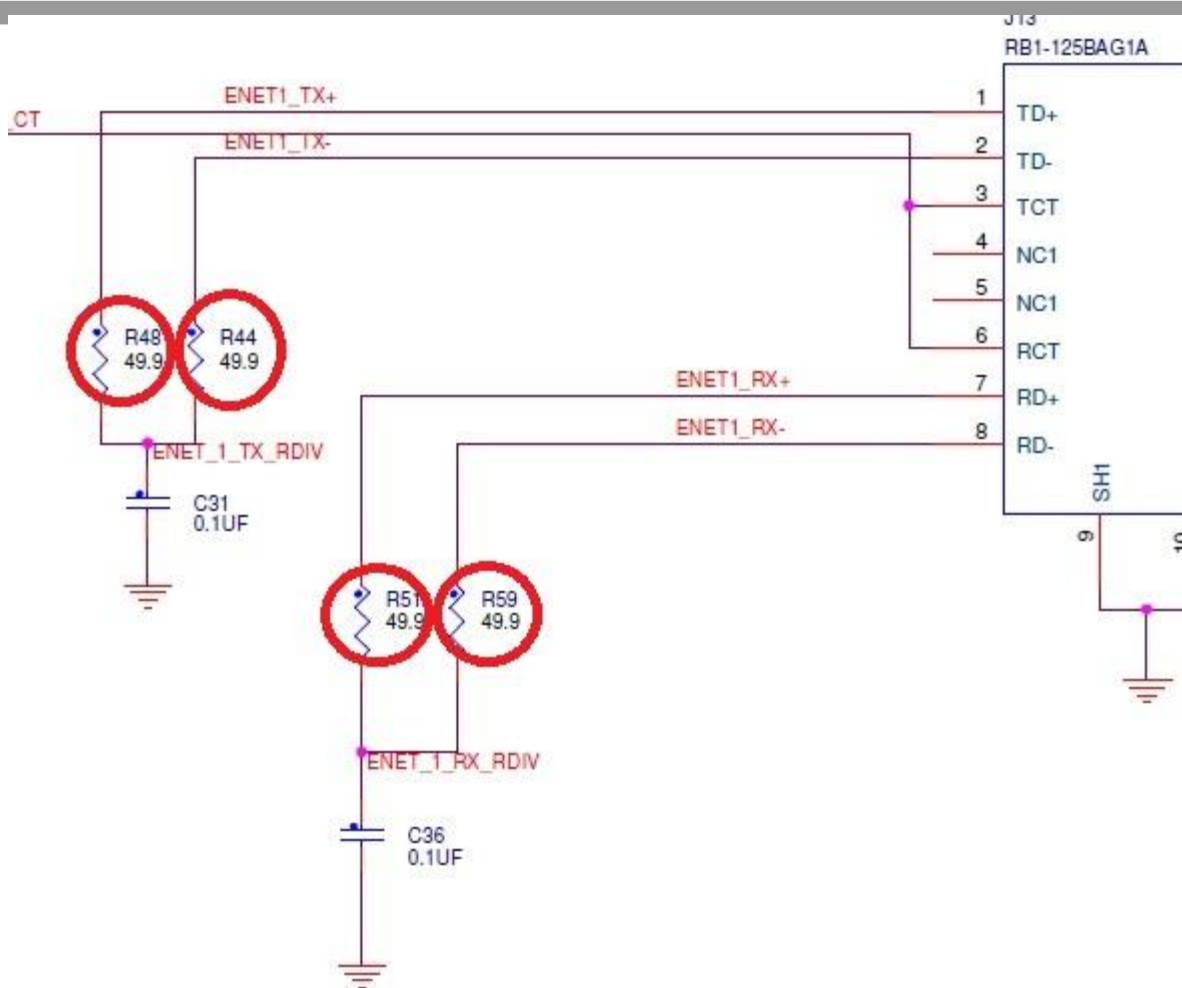 J13
RB1-125BAG1A
ENET1_TX+
1
TD+
_CT
ENET1_TX-
2
TD-
3
TCT
4
NC1
5
NC1
R48
49.9
R44
49.9
6
RCT
ENET1_RX+
7
RD+
ENET1_RX-
8
RD-
ENET_1_TX_RDIV
SH1
C31
0.1UF
9
10
R51
49.9
R59
49.9
ENET_1_RX_RDIV
C36
0.1UF